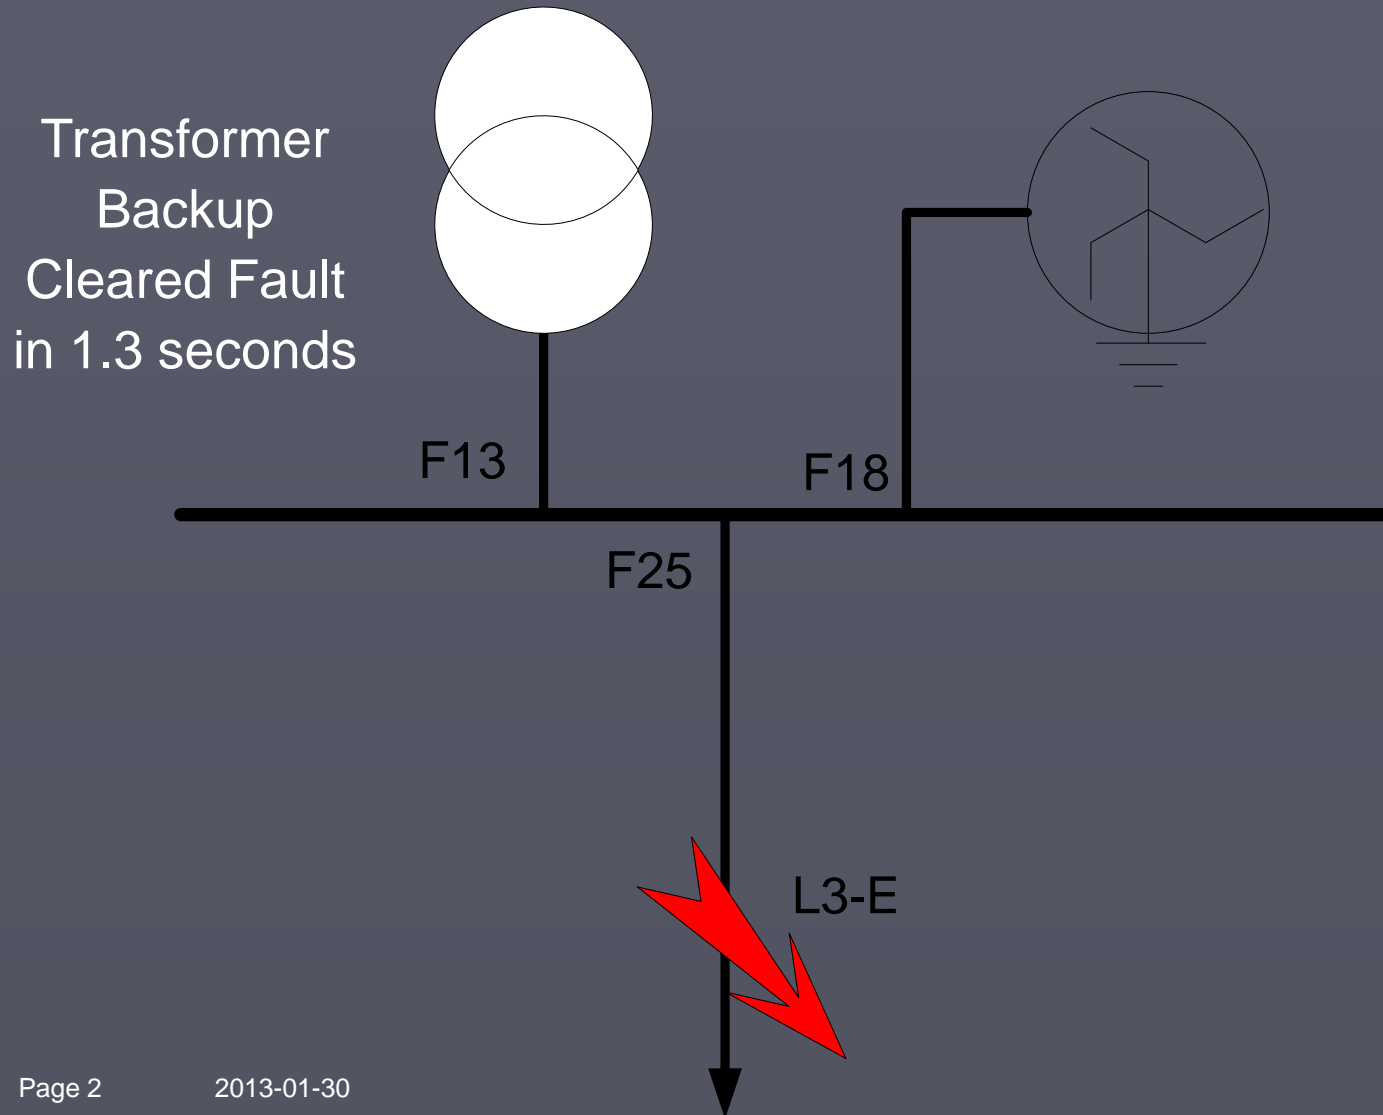 Transformer
Backup
Cleared Fault
in 1.3 seconds
F13
F18
F25
L3-E
Page 2
2013-01-30